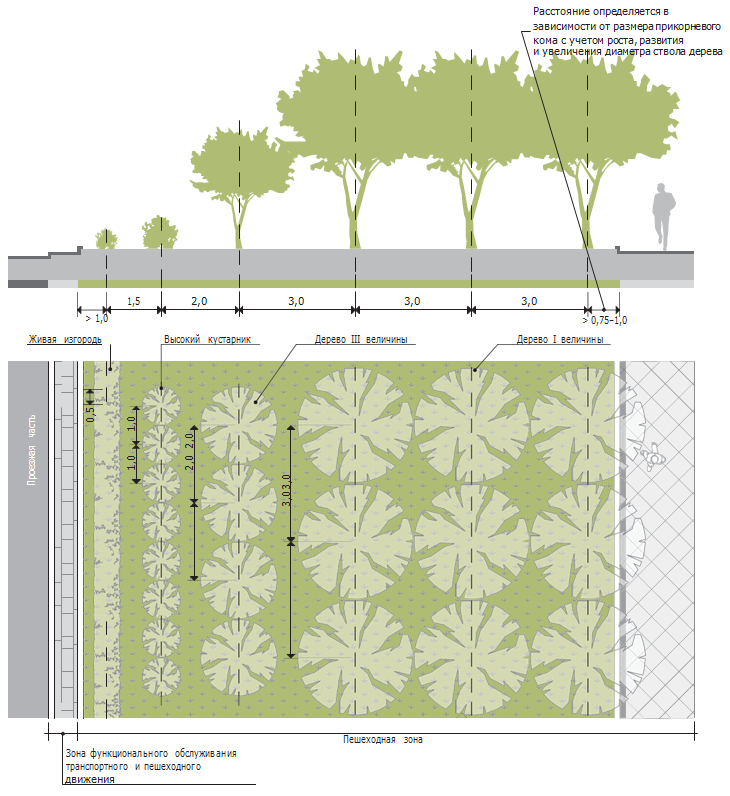 Расстояние определяется в
зависимости от размера прикорневого
кома с учетом роста, развития
и увеличения диаметра ствола дерева
> 1,0
1,5
2,0
3,0
3,0
3,0
> 0,75–1,0
Живая изгородь
Высокий кустарник
Дерево III величины
Дерево I величины
Проезжая часть
0,5
1,0
1,0
2,0
2,0
3,0
3,0
Пешеходная зона
Зона функционального обслуживания
транспортного и пешеходного
движения